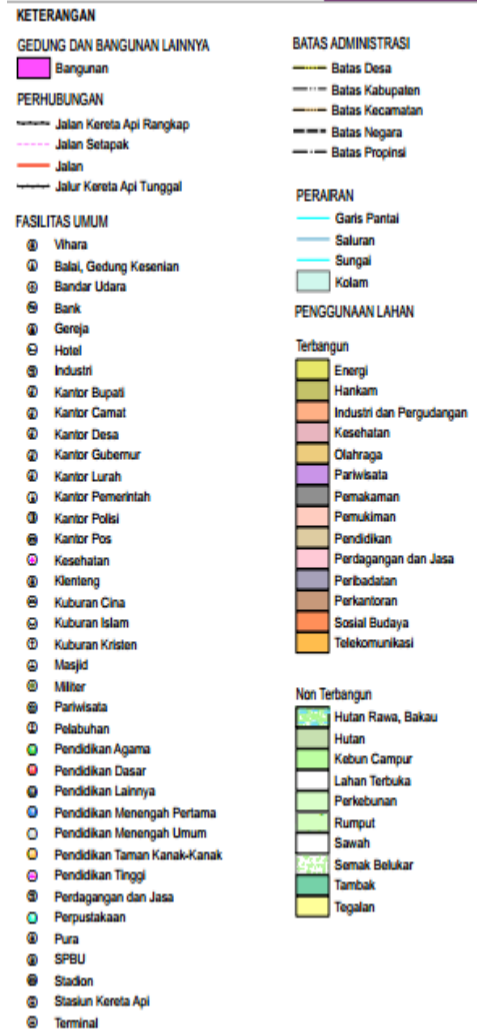 KETERANGAN
GEDUNG DAN BANGUNAN LAINNYA
Bangunan
PERHUBUNGAN
Jalan Kereta Api Rangkap
Jalan Setapak
Jalan
Jalur Kereta Api Tunggal
FASILITAS UMUM
Vihara
Balai, Gedung Kesenian
Bandar Udara
Bank
Gereja
Hotel
Industri
Kantor Bupati
Kantor Camat
Kantor Desa
Kantor Gubernur
Kantor Lurah
Kantor Pemerintah
Kantor Polisi
Kantor Pos
Kesehatan
Klenteng
Kuburan Cina
Kuburan Islam
Kuburan Kristen
Masjid
Militer
Pariwisata
Pelabuhan
Pendidikan Agama
Pendidikan Dasar
Pendidikan Lainnya
Pendidikan Menengah Pertama
Pendidikan Menengah Umum
Pendidikan Taman Kanak-Kanak
Pendidikan Tinggi
Perdagangan dan Jasa
Perpustakaan
Pura
SPBU
Stadion
Stasiun Kereta Api
Terminal
BATAS ADMINISTRASI
Batas Desa
Batas Kabupaten
Batas Kecamatan
Batas Negara
Batas Propinsi
PERAIRAN
Garis Pantai
Saluran
Sungai
Kolam
PENGGUNAAN LAHAN
Terbangun
Energi
Hankam
Industri dan Pergudangan
Kesehatan
Olahraga
Pariwisata
Pemakaman
Pemukiman
Pendidikan
Perdagangan dan Jasa
Peribadatan
Perkantoran
Sosial Budaya
Telekomunikasi
Non Terbangun
Hutan Rawa, Bakau
Hutan
Kebun Campur
Lahan Terbuka
Perkebunan
Rumput
Sawah
Semak Belukar
Tambak
Tegalan